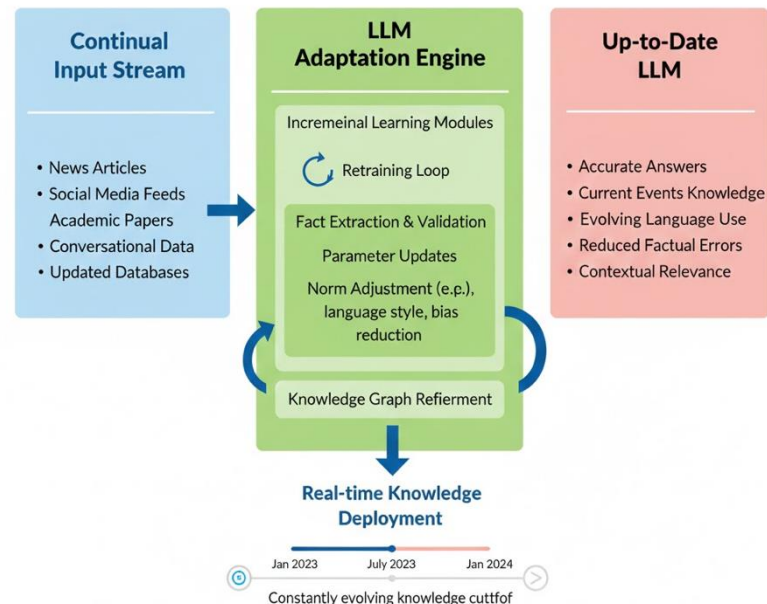 Continual
Input Stream
• News Articles
• Social Media Feeds
Academic Papers
• Conversational Data
• Updated Databases
LLM
Adaptation Engine
Incremeinal Learning Modules
Retraining Loop
Fact Extraction & Validation
Parameter Updates
Norm Adjustment (e.p.),
language style, bias
reduction
Knowledge Graph Refierment
Up-to-Date
LLM
• Accurate Answers
• Current Events Knowledge
• Evolving Language Use
• Reduced Factual Errors
• Contextual Relevance
Real-time Knowledge
Deployment
Jan 2023 July 2023 Jan 2024
Constantly evolving knowledge cuttfof